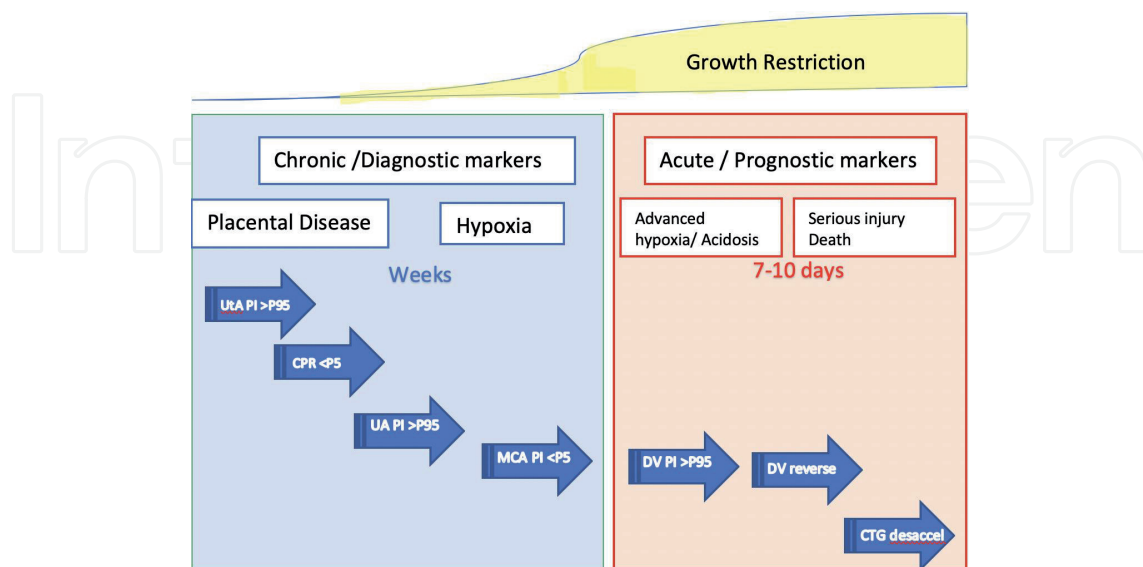 Growth Restriction
Chronic /Diagnostic markers
Acute / Prognostic markers
Placental Disease
Hypoxia
Advanced
hypoxia/ Acidosis
Serious injury
Death
Weeks
7-10 days
UtA PI >P95
CPR <P5
UA PI >P95
MCA PI <P5
DV PI >P95
DV reverse
CTG desaccel